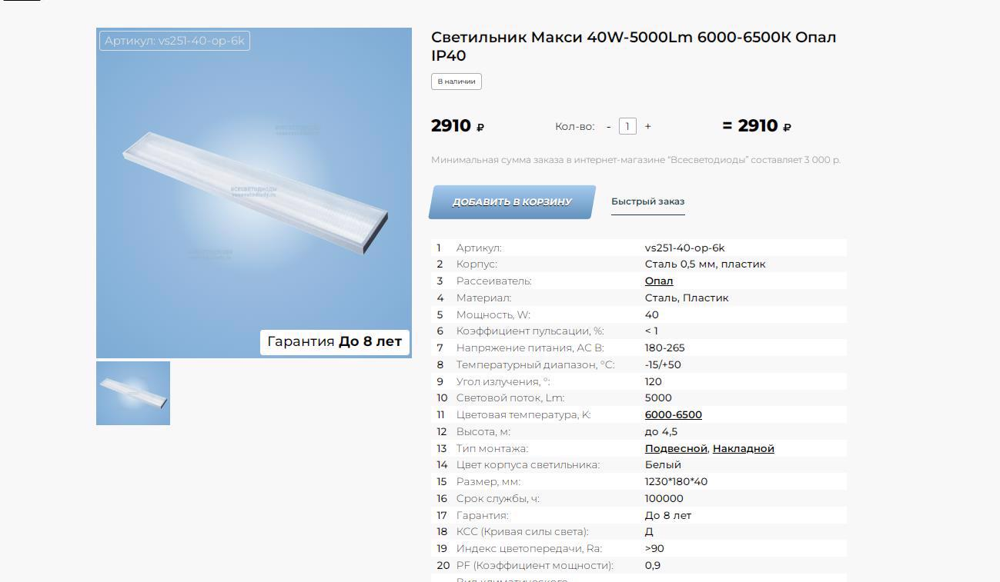 Артикул: vs251-40-op-6k
Светильник Макси 40W-5000Lm 6000-6500К Опал
IP40
В наличии
2910 ₽ Кол-во: - 1 + = 2910 ₽
Минимальная сумма заказа в интернет-магазине "Всесветодиоды" составляет 3 000 р.
ВСЕСВЕТОДИОДЫ
ДОБАВИТЬ В КОРЗИНУ Быстрый заказ
Гарантия До 8 лет
1 Артикул: vs251-40-op-6k
2 Корпус: Сталь 0,5 мм, пластик
3 Рассеиватель: Опал
4 Материал: Сталь, Пластик
5 Мощность, W: 40
6 Коэффициент пульсации, %: < 1
7 Напряжение питания, AC В: 180-265
8 Температурный диапазон, °C: -15/+50
9 Угол излучения, °: 120
10 Световой поток, Lm: 5000
11 Цветовая температура, K: 6000-6500
12 Высота, м: до 4,5
13 Тип монтажа: Подвесной, Накладной
14 Цвет корпуса светильника: Белый
15 Размер, мм: 1230*180*40
16 Срок службы, ч: 100000
17 Гарантия: До 8 лет
18 КСС (Кривая силы света): Д
19 Индекс цветопередачи, Ra: >90
20 PF (Коэффициент мощности): 0,9